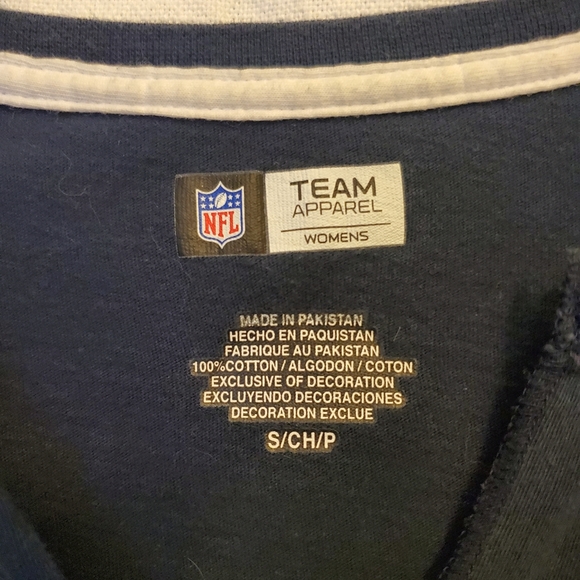 NFL
TEAM
APPAREL
WOMENS
MADE IN PAKISTAN
HECHO EN PAQUISTAN
FABRIQUE AU PAKISTAN
100%COTTON / ALGODON / COTON
EXCLUSIVE OF DECORATION
EXCLUYENDO DECORACIONES
DECORATION EXCLUE
S/CH/P